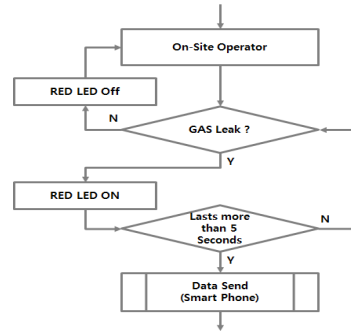 On-Site Operator
RED LED Off
N
GAS Leak ?
Y
RED LED ON
Lasts more
than 5
Seconds
N
Y
Data Send
(Smart Phone)